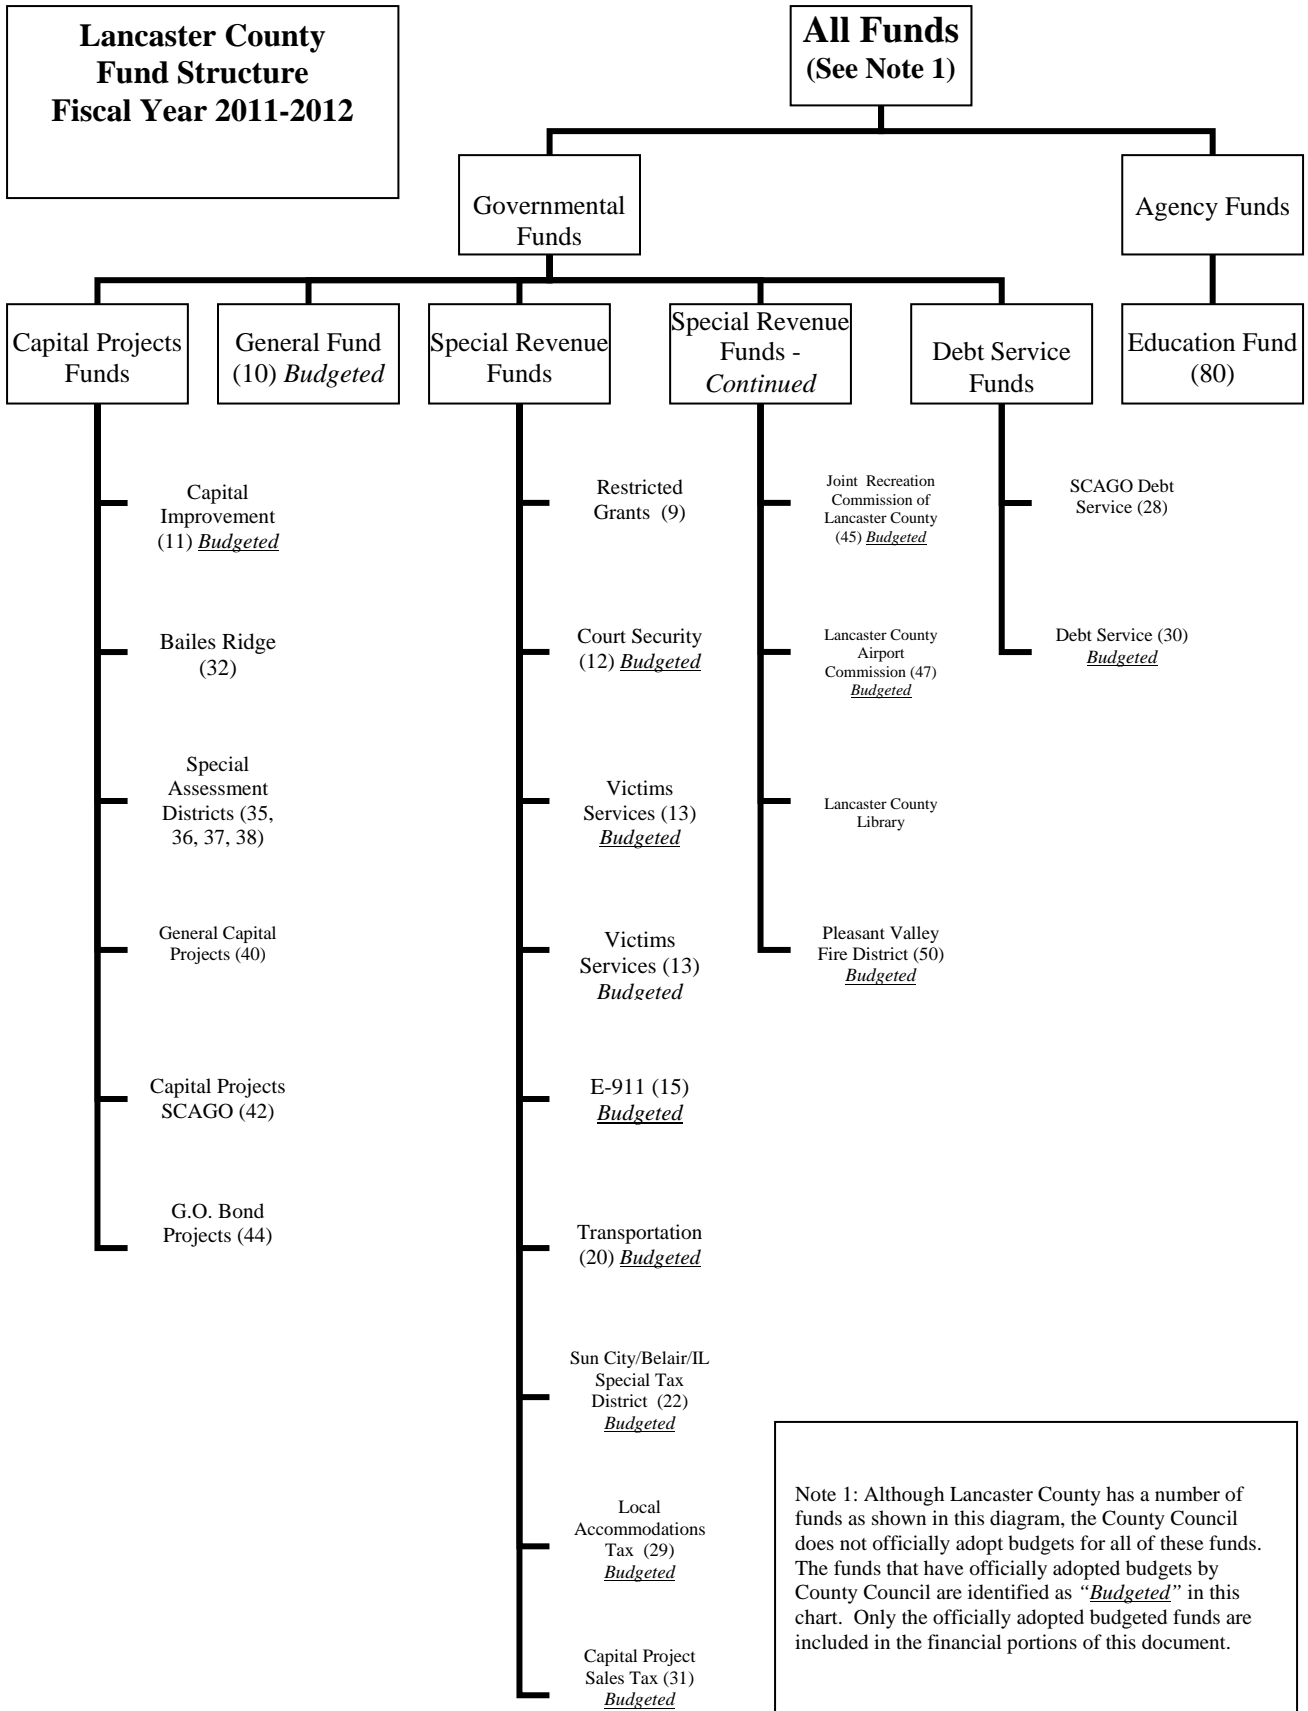 Lancaster County
Fund Structure
Fiscal Year 2011-2012
All Funds
(See Note 1)
Governmental
Funds
Agency Funds
Capital Projects
Funds
General Fund
(10) Budgeted
Special Revenue
Funds
Special Revenue
Funds -
Continued
Debt Service
Funds
Education Fund
(80)
Capital
Improvement
(11) Budgeted
Bailes Ridge
(32)
Special
Assessment
Districts (35,
36, 37, 38)
General Capital
Projects (40)
Capital Projects
SCAGO (42)
G.O. Bond
Projects (44)
Restricted
Grants (9)
Court Security
(12) Budgeted
Victims
Services (13)
Budgeted
Victims
Services (13)
Budgeted
E-911 (15)
Budgeted
Transportation
(20) Budgeted
Sun City/Belair/IL
Special Tax
District (22)
Budgeted
Local
Accommodations
Tax (29)
Budgeted
Capital Project
Sales Tax (31)
Budgeted
Joint Recreation
Commission of
Lancaster County
(45) Budgeted
Lancaster County
Airport
Commission (47)
Budgeted
Lancaster County
Library
Pleasant Valley
Fire District (50)
Budgeted
SCAGO Debt
Service (28)
Debt Service (30)
Budgeted
Note 1: Although Lancaster County has a number of
funds as shown in this diagram, the County Council
does not officially adopt budgets for all of these funds.
The funds that have officially adopted budgets by
County Council are identified as “Budgeted” in this
chart. Only the officially adopted budgeted funds are
included in the financial portions of this document.